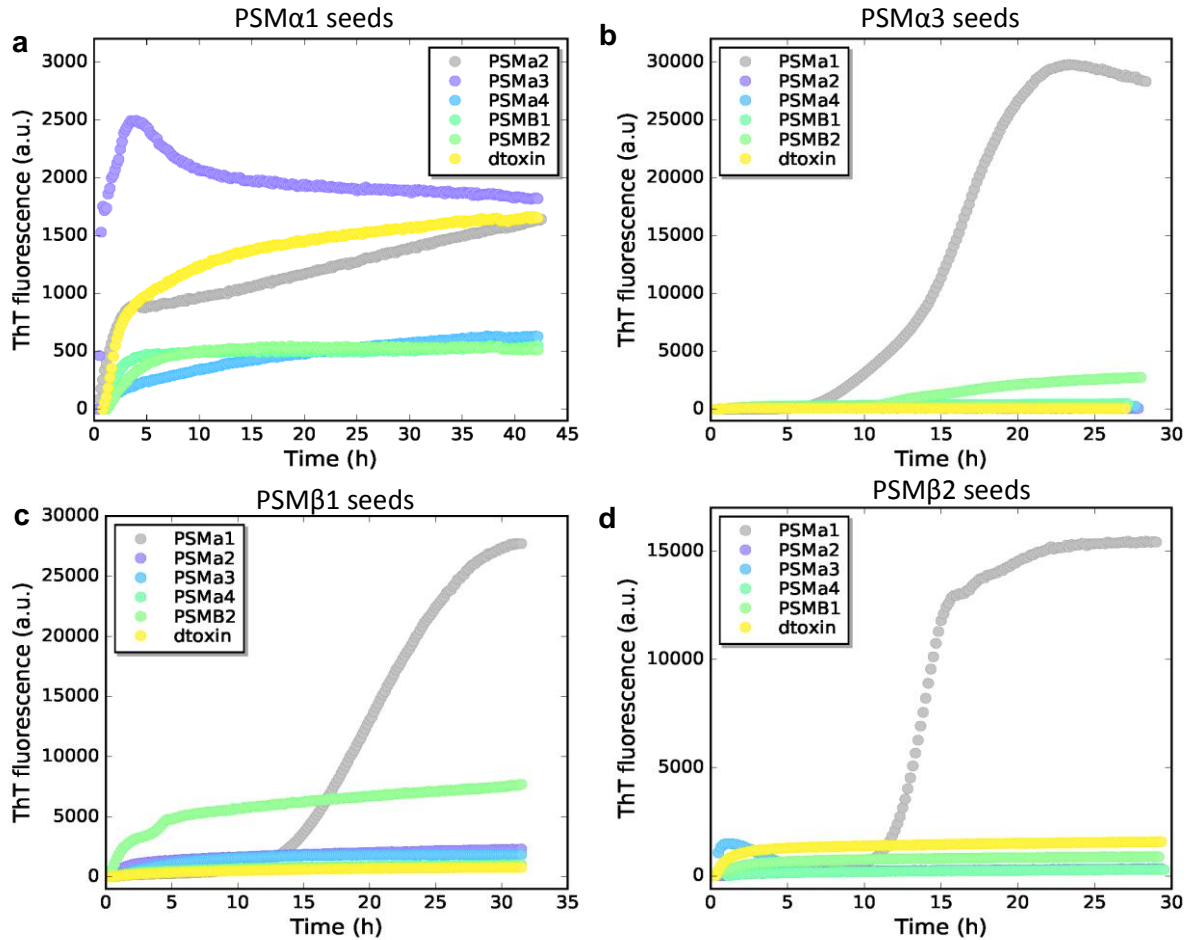 PSMα1 seeds
a
ThT fluorescence (a.u.)
3000
2500
2000
1500
1000
500
0
PSMa2
PSMa3
PSMa4
PSMB1
PSMB2
dtoxin
0 5 10 15 20 25 30 35 40 45
Time (h)
PSMα3 seeds
b
ThT fluorescence (a.u)
30000
25000
20000
15000
10000
5000
0
PSMa1
PSMa2
PSMa4
PSMB1
PSMB2
dtoxin
0 5 10 15 20 25 30
Time (h)
PSMβ1 seeds
c
ThT fluorescence (a.u.)
30000
25000
20000
15000
10000
5000
0
PSMa1
PSMa2
PSMa3
PSMa4
PSMB2
dtoxin
0 5 10 15 20 25 30 35
Time (h)
PSMβ2 seeds
d
ThT fluorescence (a.u.)
15000
10000
5000
0
PSMa1
PSMa2
PSMa3
PSMa4
PSMB1
dtoxin
0 5 10 15 20 25 30
Time (h)